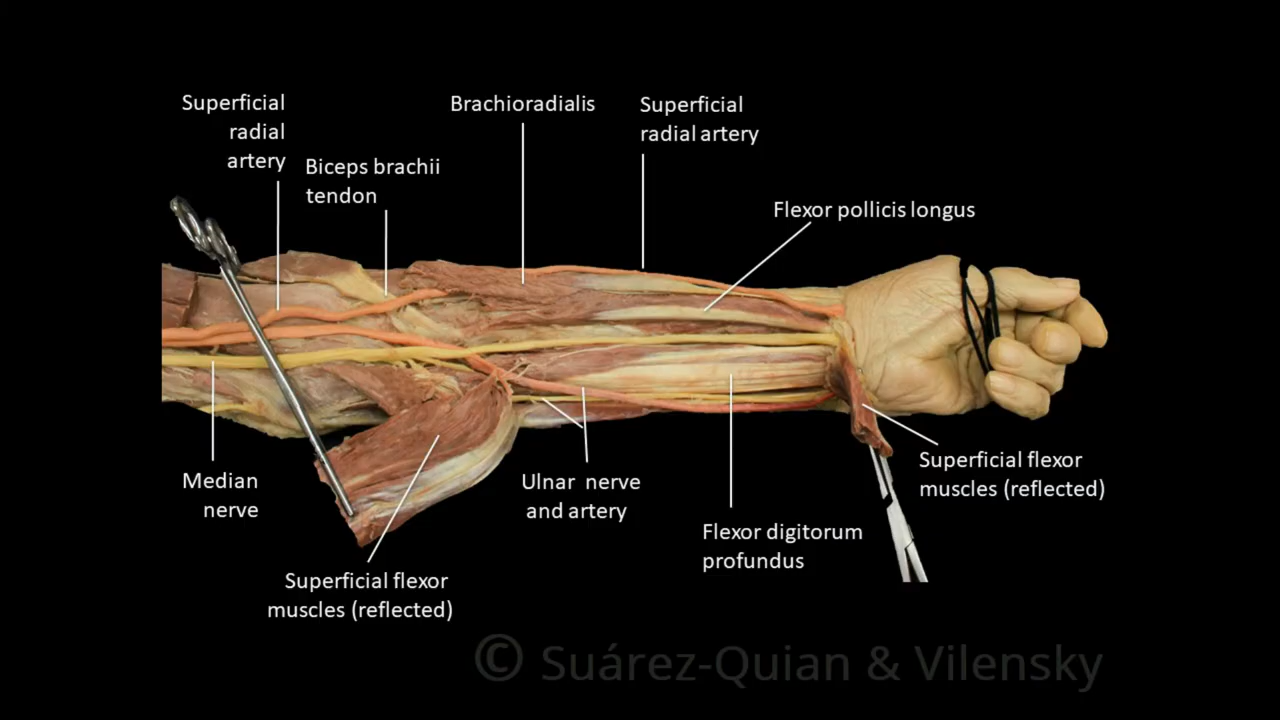 Superficial
radial
artery
Biceps brachii
tendon
Brachioradialis
Superficial
radial artery
Flexor pollicis longus
Median
nerve
Superficial flexor
muscles (reflected)
Ulnar nerve
and artery
Flexor digitorum
profundus
Superficial flexor
muscles (reflected)
© Suárez-Quian & Vilensky